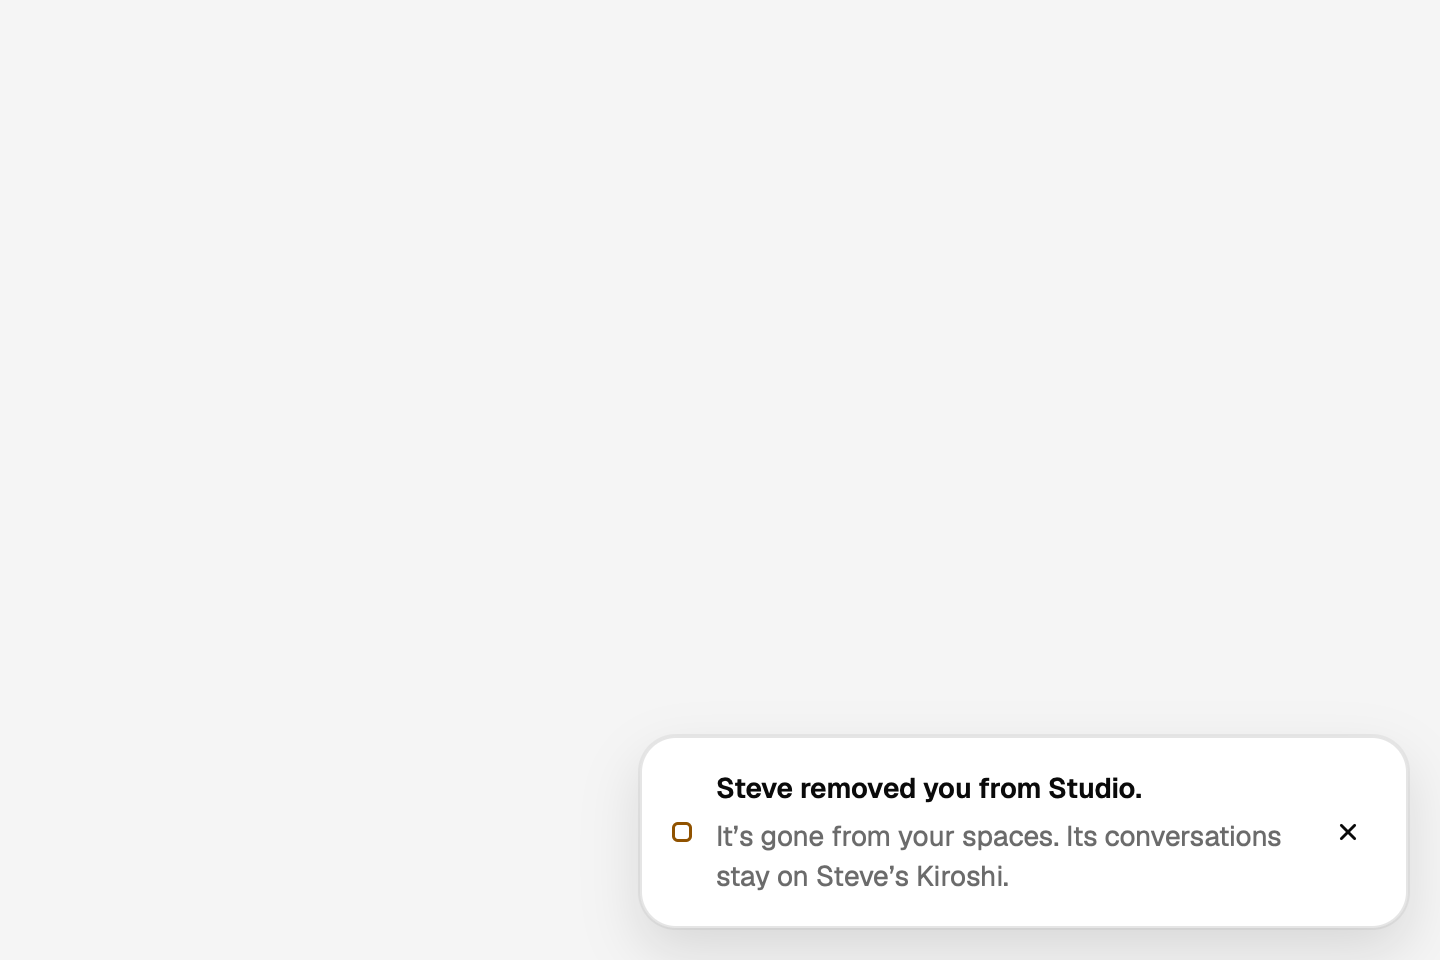 Steve removed you from Studio.
It’s gone from your spaces. Its conversations
stay on Steve’s Kiroshi.